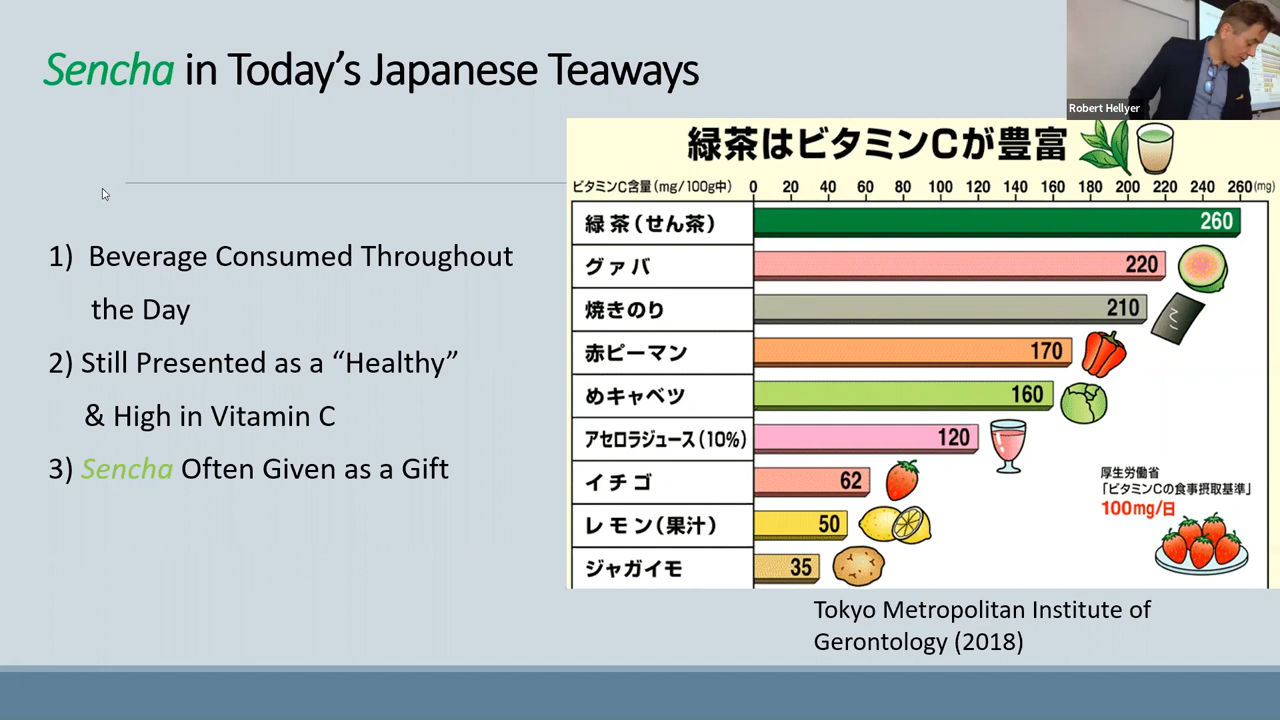 Sencha in Today's Japanese Teaways
Robert Hellyer
1) Beverage Consumed Throughout
the Day
2) Still Presented as a “Healthy”
& High in Vitamin C
3) Sencha Often Given as a Gift
緑茶はビタミンCが豊富
ビタミンC含量(mg/100g中) 0 20 40 60 80 100 120 140 160 180 200 220 240 260(mg)
緑茶(せん茶) 260
グァバ 220
焼きのり 210
赤ピーマン 170
めキャベツ 160
アセロラジュース(10%) 120
イチゴ 62
レモン(果汁) 50
ジャガイモ 35
厚生労働省
「ビタミンCの食事摂取基準」
100mg/日
Tokyo Metropolitan Institute of
Gerontology (2018)